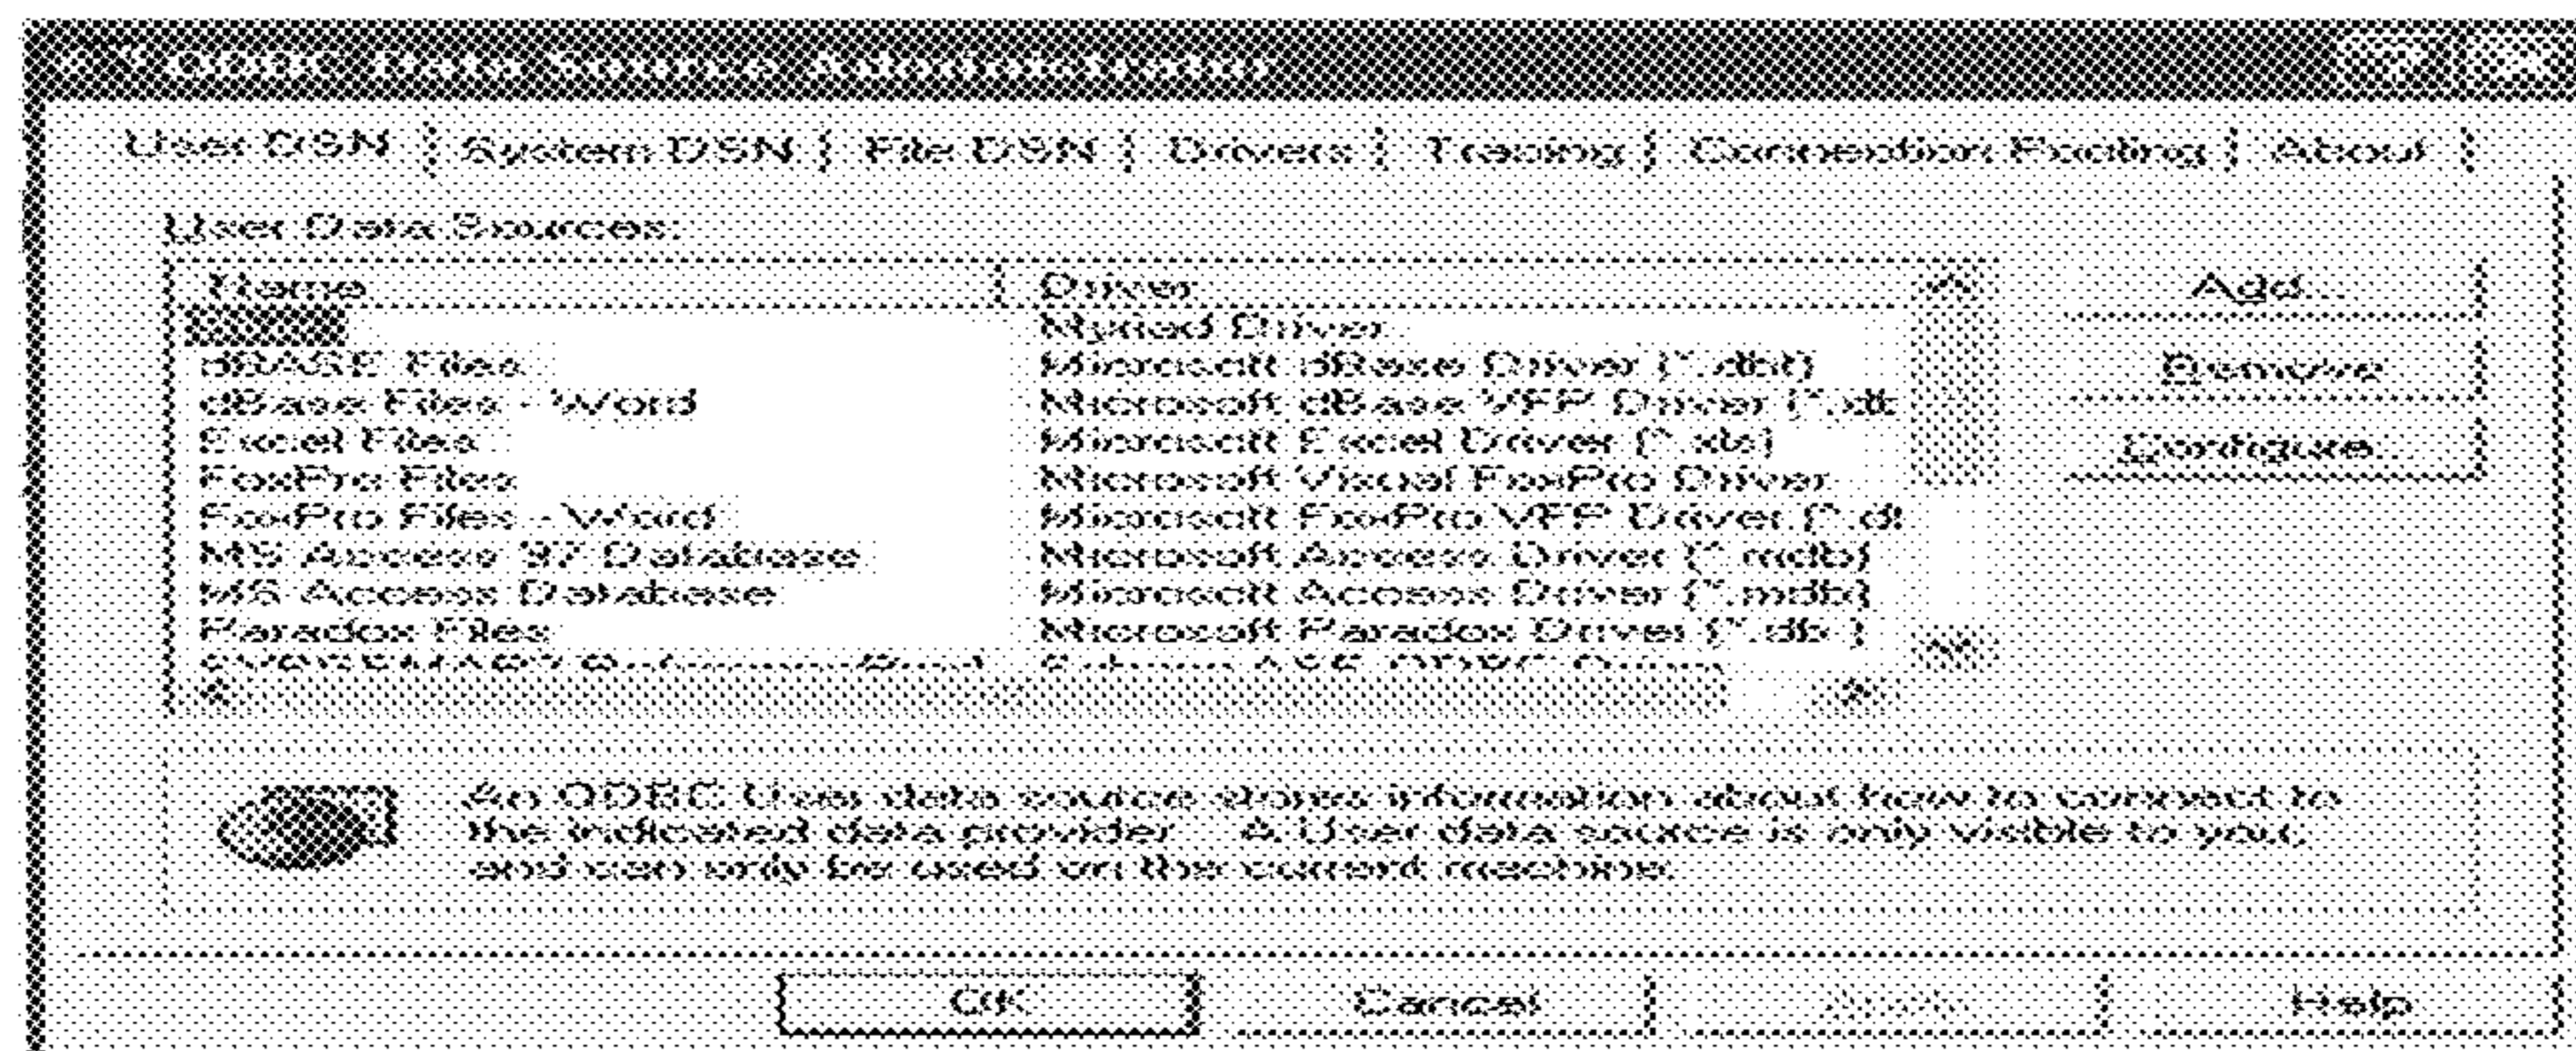 ODBC Data Source Administrator
User DSN System DSN File DSN Drivers Tracing Connection Pooling About
User Data Sources:
Name Driver Add...
Myriad Driver
dBASE Files Microsoft dBase Driver (*.dbf) Remove
dBase Files - Word Microsoft dBase VFP Driver (*.db
Excel Files Microsoft Excel Driver (*.xls) Configure...
FoxPro Files Microsoft Visual FoxPro Driver
FoxPro Files - Word Microsoft FoxPro VFP Driver (*.d
MS Access 97 Database Microsoft Access Driver (*.mdb)
MS Access Database Microsoft Access Driver (*.mdb)
Paradox Files Microsoft Paradox Driver (*.db )
An ODBC User data source stores information about how to connect to
the indicated data provider. A User data source is only visible to you,
and can only be used on the current machine.
OK Cancel Apply Help